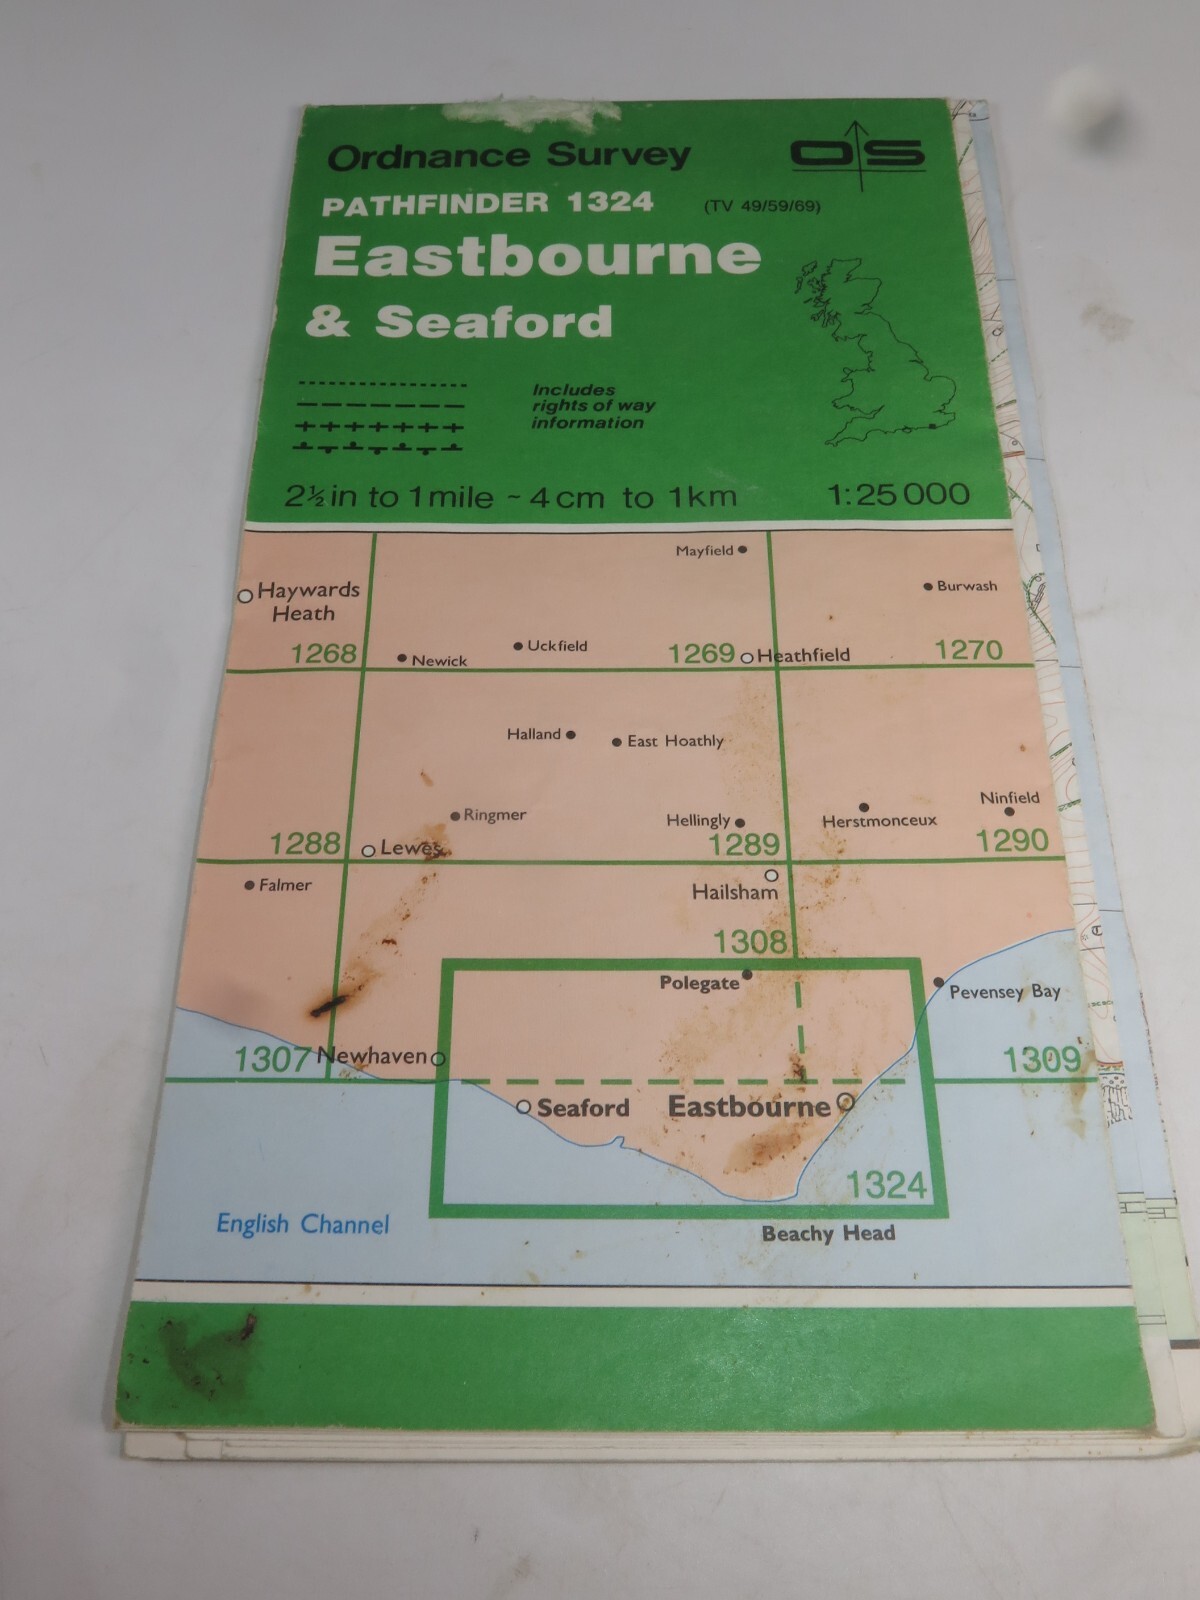 Ordnance Survey
OS
PATHFINDER 1324 (TV 49/59/69)
Eastbourne
& Seaford
Includes
rights of way
information
2½in to 1mile ~ 4cm to 1km 1:25 000
Mayfield
Burwash
Haywards
Heath
1268
Newick
Uckfield
1269
Heathfield
1270
Halland
East Hoathly
Ringmer
Hellingly
Herstmonceux
Ninfield
1288
Lewes
1289
1290
Falmer
Hailsham
1308
Polegate
Pevensey Bay
1307
Newhaven
1309
Seaford
Eastbourne
1324
English Channel
Beachy Head